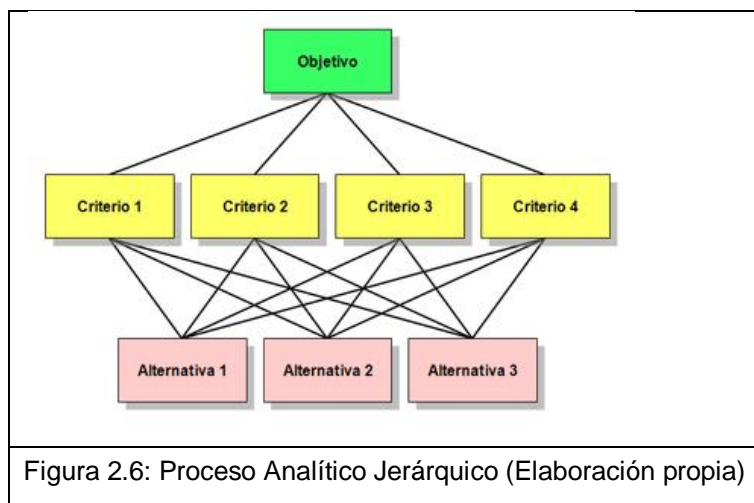 Objetivo
Criterio 1 Criterio 2 Criterio 3 Criterio 4
Alternativa 1 Alternativa 2 Alternativa 3
Figura 2.6: Proceso Analítico Jerárquico (Elaboración propia)